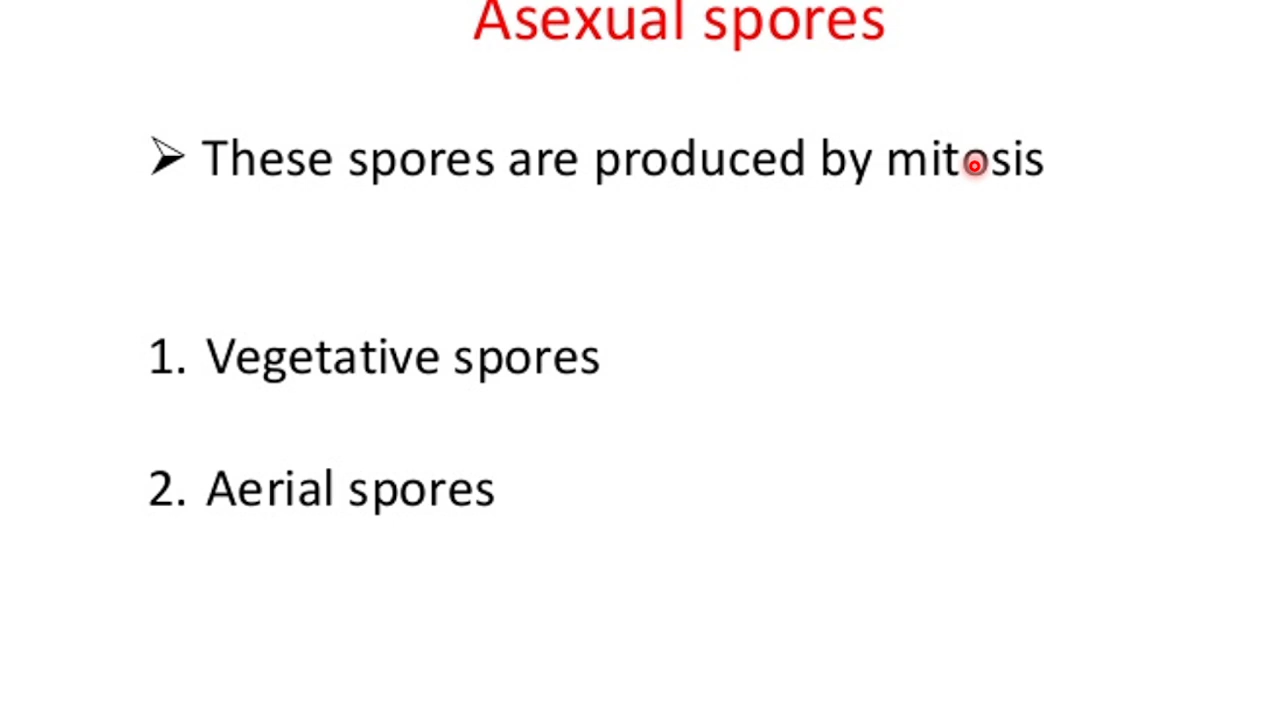 Asexual spores
➢ These spores are produced by mitosis
1. Vegetative spores
2. Aerial spores